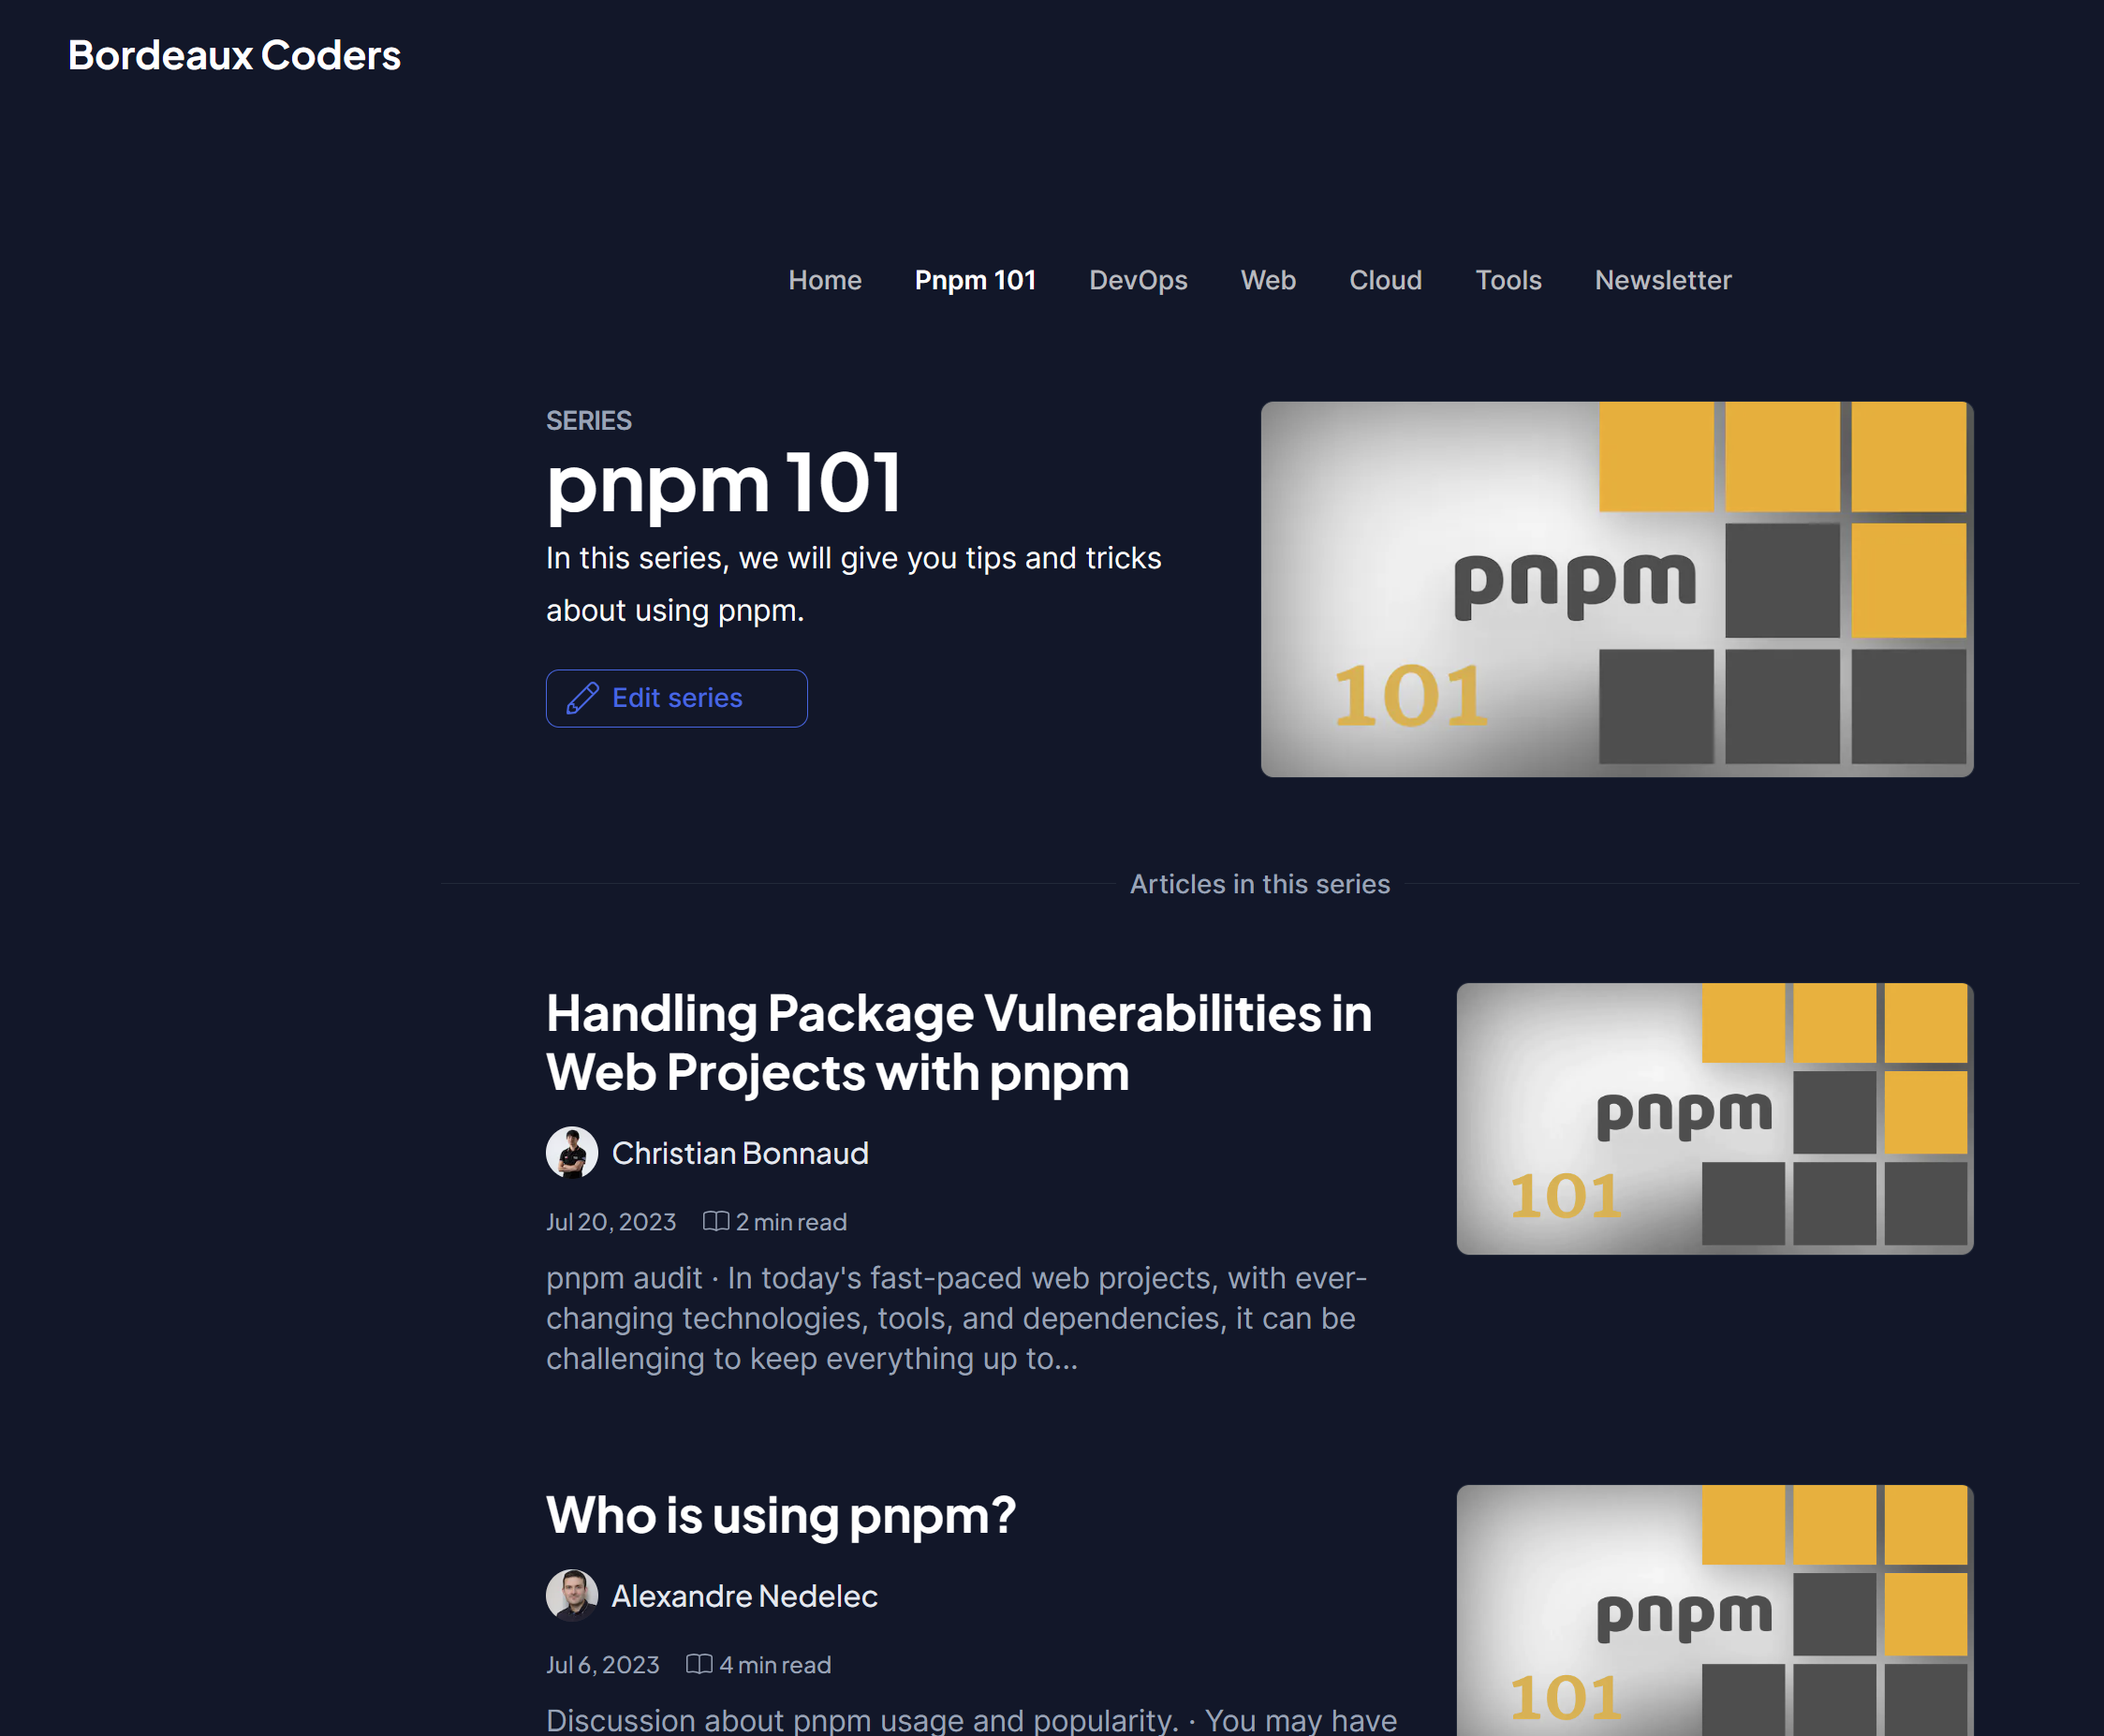 Bordeaux Coders
Home Pnpm 101 DevOps Web Cloud Tools Newsletter
SERIES
pnpm 101
In this series, we will give you tips and tricks
about using pnpm.
Edit series
pnpm
101
Articles in this series
Handling Package Vulnerabilities in
Web Projects with pnpm
Christian Bonnaud
Jul 20, 2023 2 min read
pnpm audit · In today's fast-paced web projects, with ever-
changing technologies, tools, and dependencies, it can be
challenging to keep everything up to...
pnpm
101
Who is using pnpm?
Alexandre Nedelec
Jul 6, 2023 4 min read
Discussion about pnpm usage and popularity. · You may have
pnpm
101